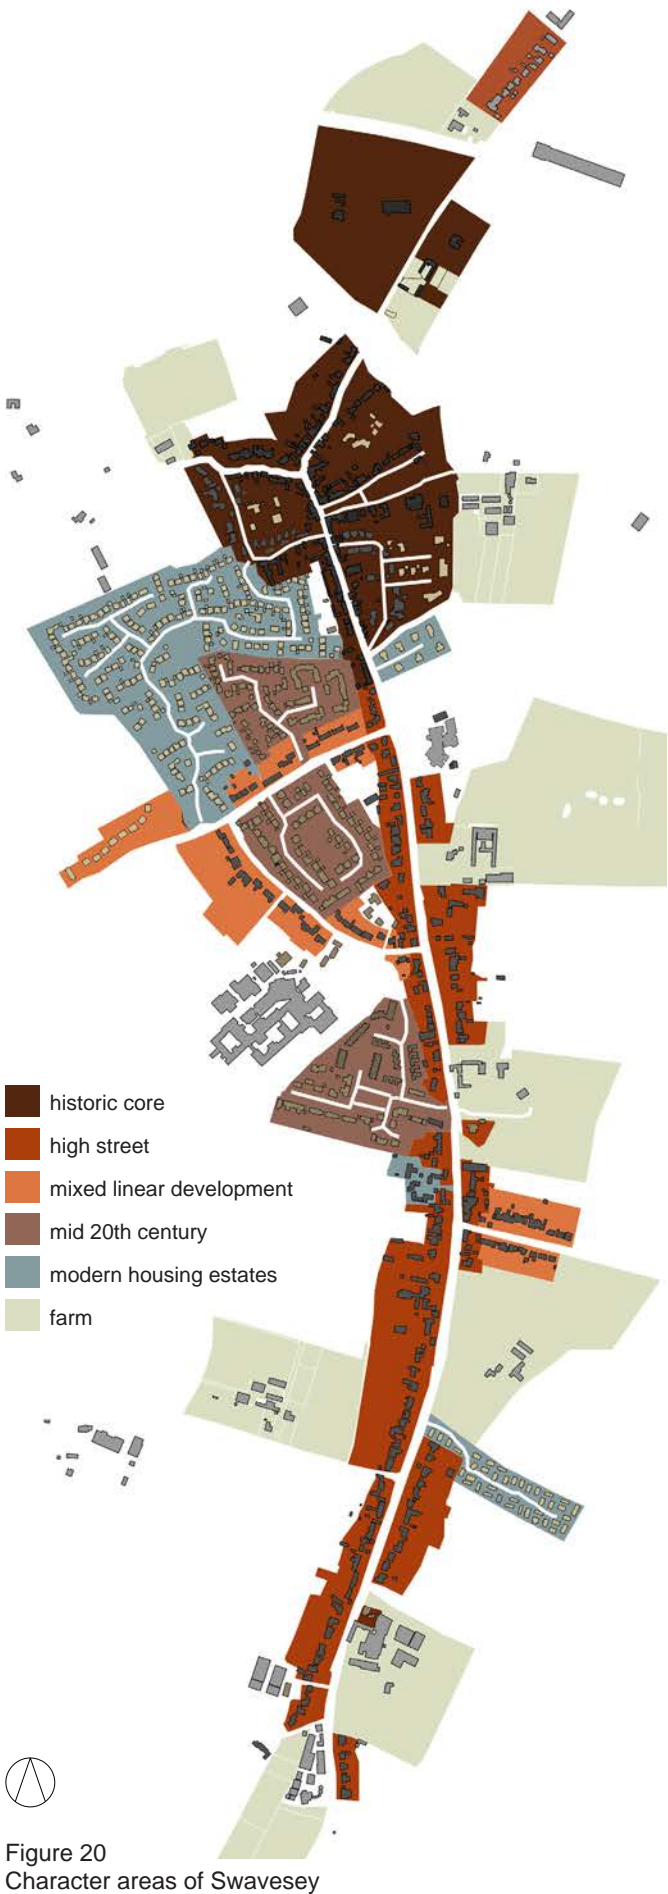 historic core
high street
mixed linear development
mid 20th century
modern housing estates
farm
Figure 20
Character areas of Swavesey